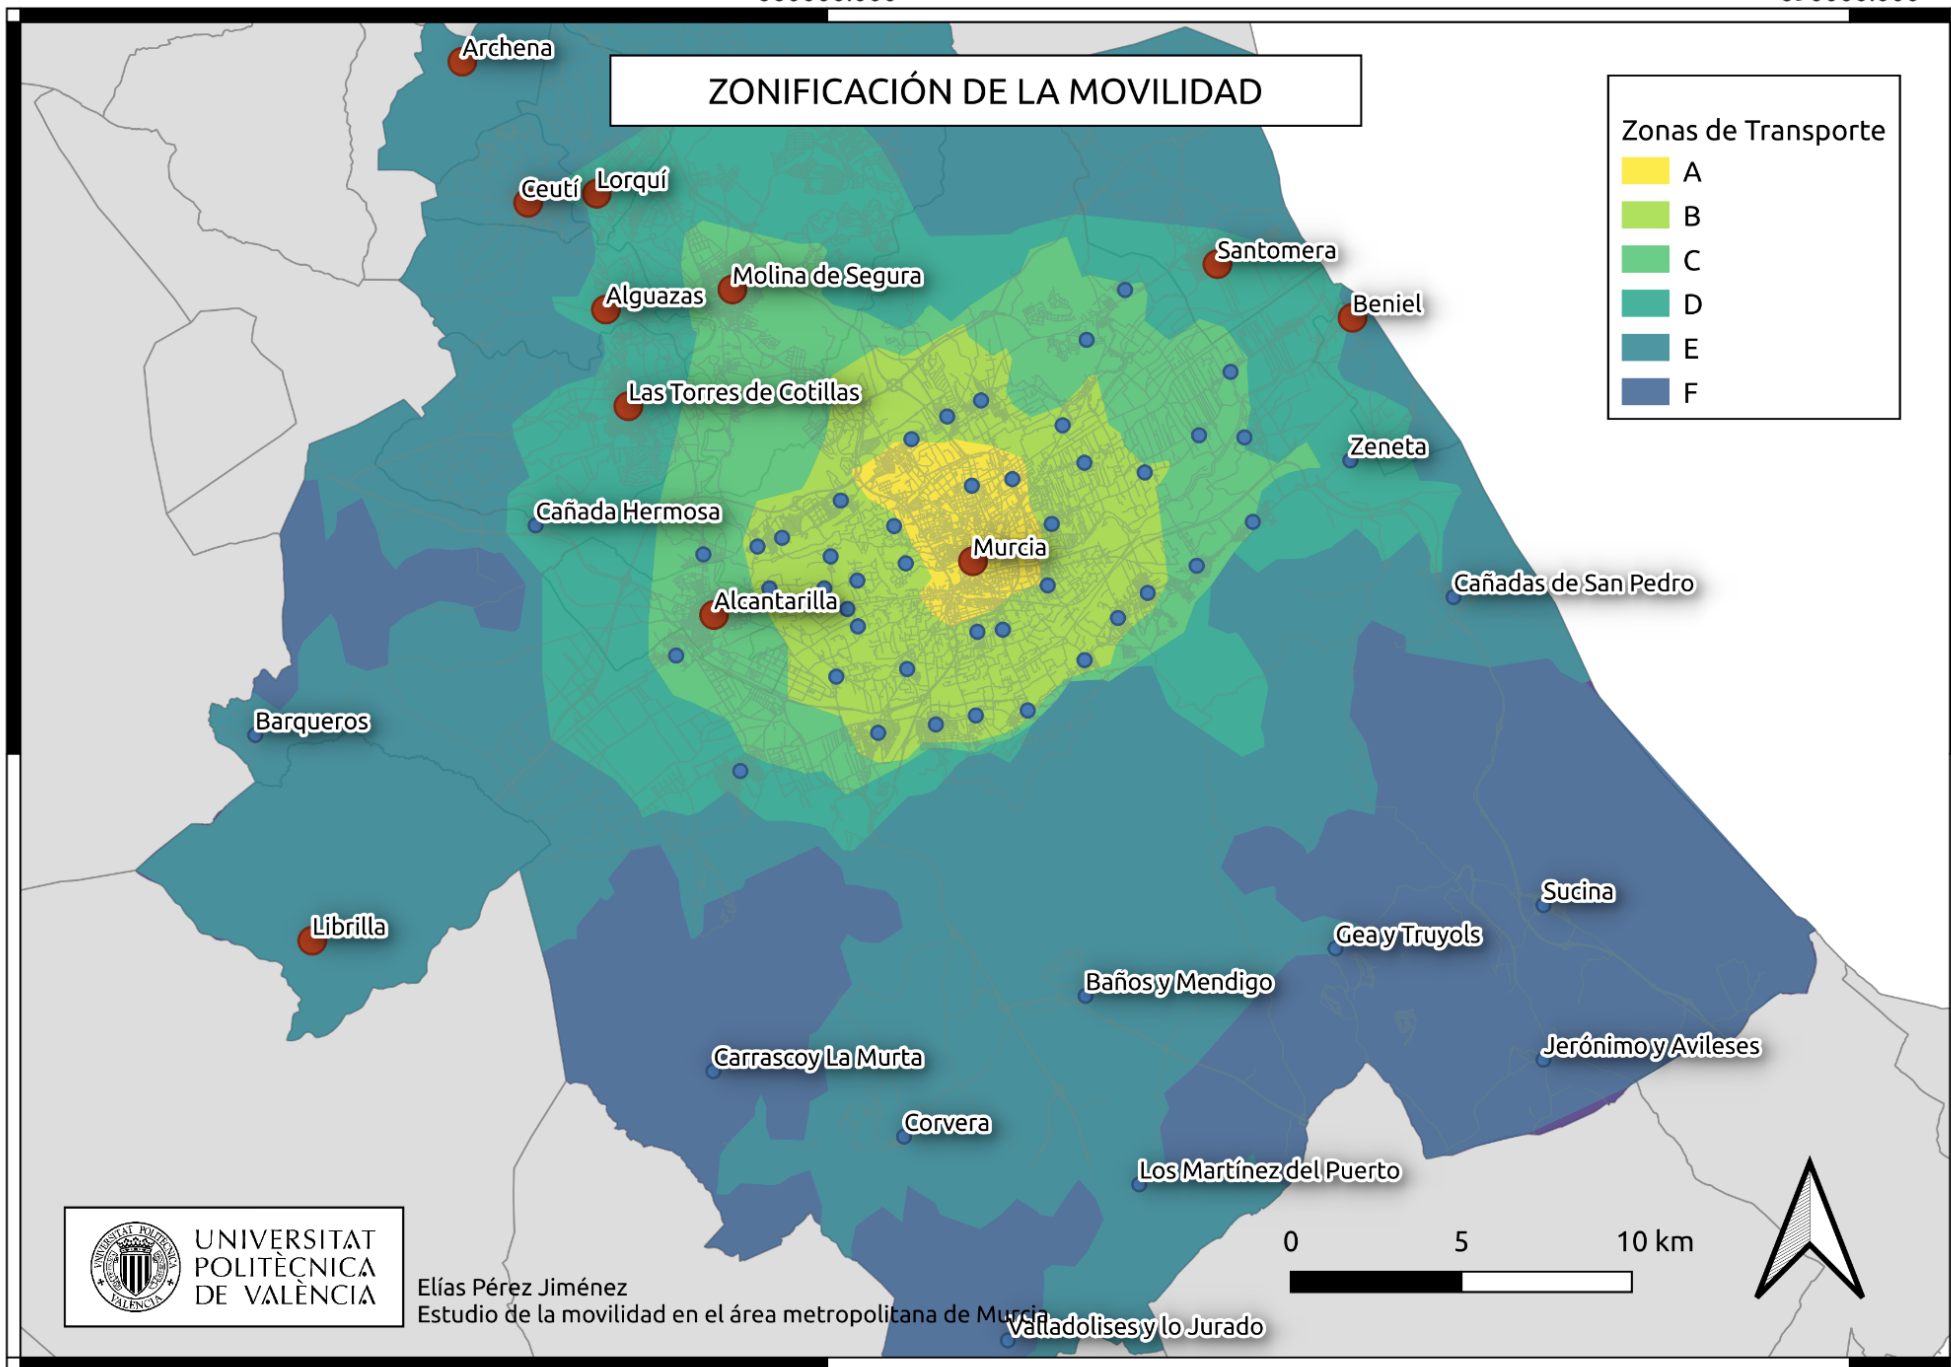 Archena
ZONIFICACIÓN DE LA MOVILIDAD
Zonas de Transporte
A
B
C
D
E
F
Ceutí
Lorquí
Santomera
Molina de Segura
Alguazas
Beniel
Las Torres de Cotillas
Zeneta
Cañada Hermosa
Murcia
Cañadas de San Pedro
Alcantarilla
Barqueros
Sucina
Librilla
Gea y Truyols
Baños y Mendigo
Carrascoy La Murta
Jerónimo y Avileses
Corvera
Los Martínez del Puerto
0 5 10 km
UNIVERSITAT
POLITÈCNICA
DE VALÈNCIA
Elías Pérez Jiménez
Estudio de la movilidad en el área metropolitana de Murcia
Valladolises y lo Jurado